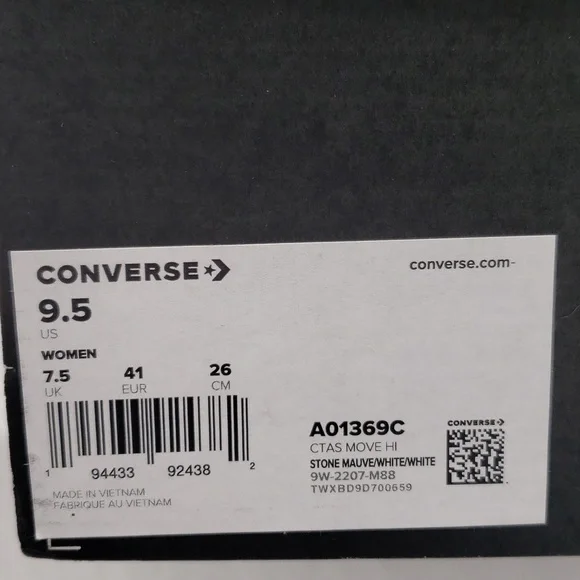 CONVERSE
converse.com
9.5
US
WOMEN
7.5 41 26
UK EUR CM
1 94433 92438 2
MADE IN VIETNAM
FABRIQUE AU VIETNAM
A01369C
CTAS MOVE HI
STONE MAUVE/WHITE/WHITE
9W-2207-M88
TWXBD9D700659
CONVERSE